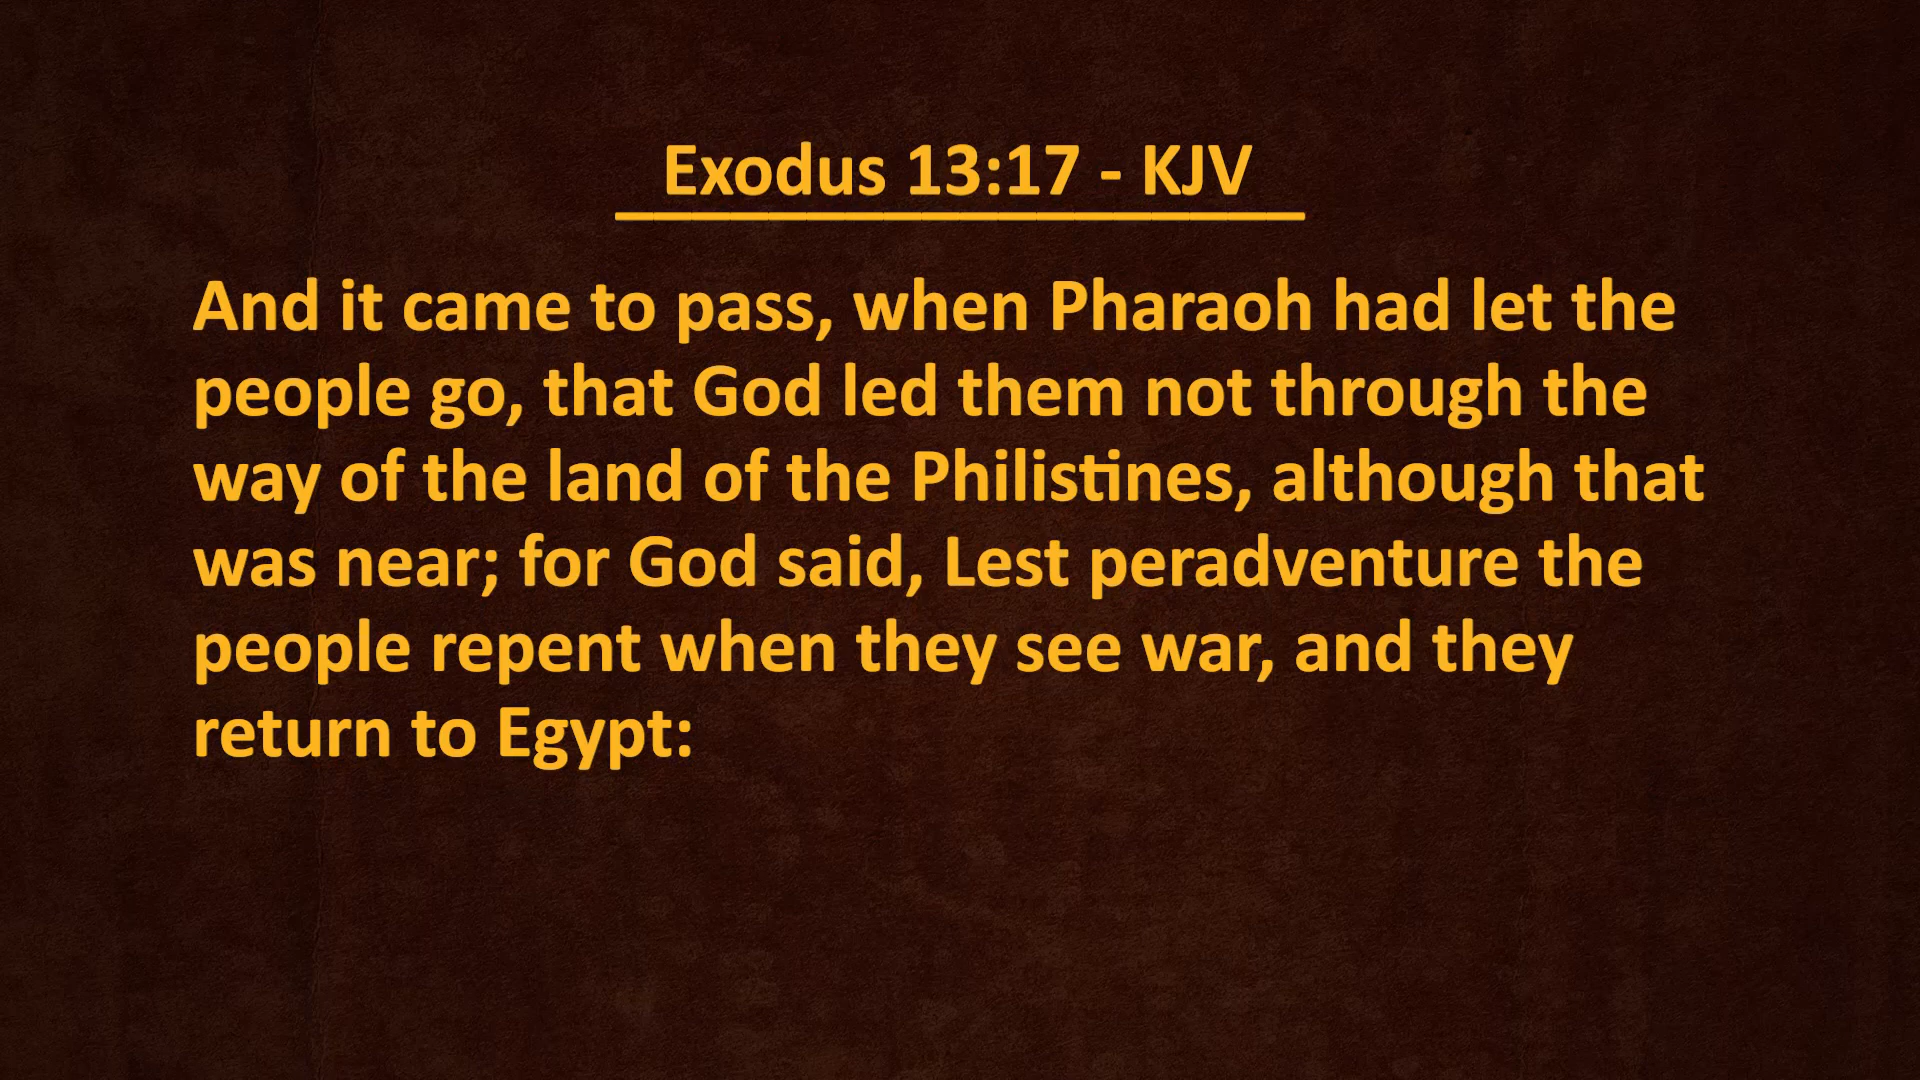 Exodus 13:17 - KJV
And it came to pass, when Pharaoh had let the
people go, that God led them not through the
way of the land of the Philistines, although that
was near; for God said, Lest peradventure the
people repent when they see war, and they
return to Egypt: